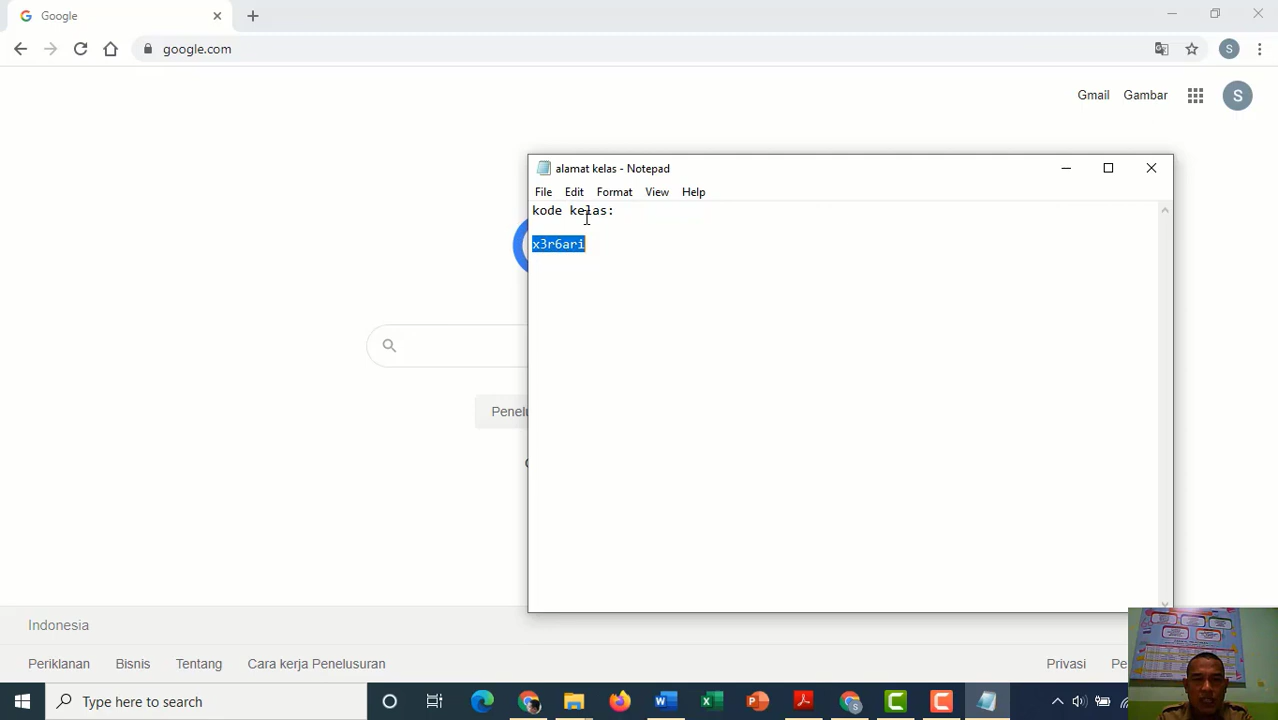 Google
google.com
S
Gmail
Gambar
S
alamat kelas - Notepad
File Edit Format View Help
kode kelas:
x3r6ari
Indonesia
Periklanan Bisnis Tentang Cara kerja Penelusuran
Privasi
Type here to search